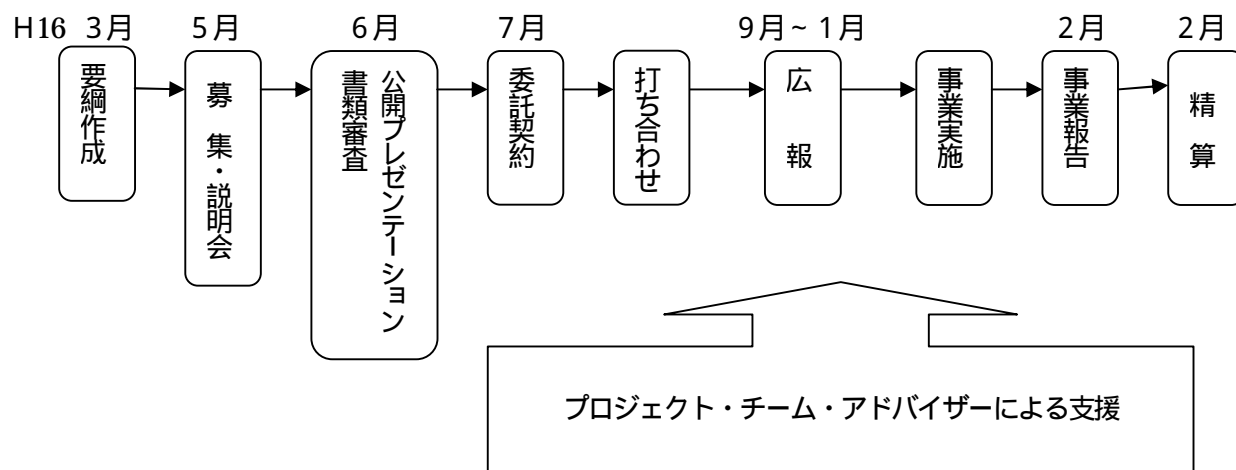 H16 3月 5月 6月 7月 9月~1月 2月 2月
要綱作成
募集・説明会
公開プレゼンテーション
書類審査
委託契約
打ち合わせ
広報
事業実施
事業報告
精算
プロジェクト・チーム・アドバイザーによる支援